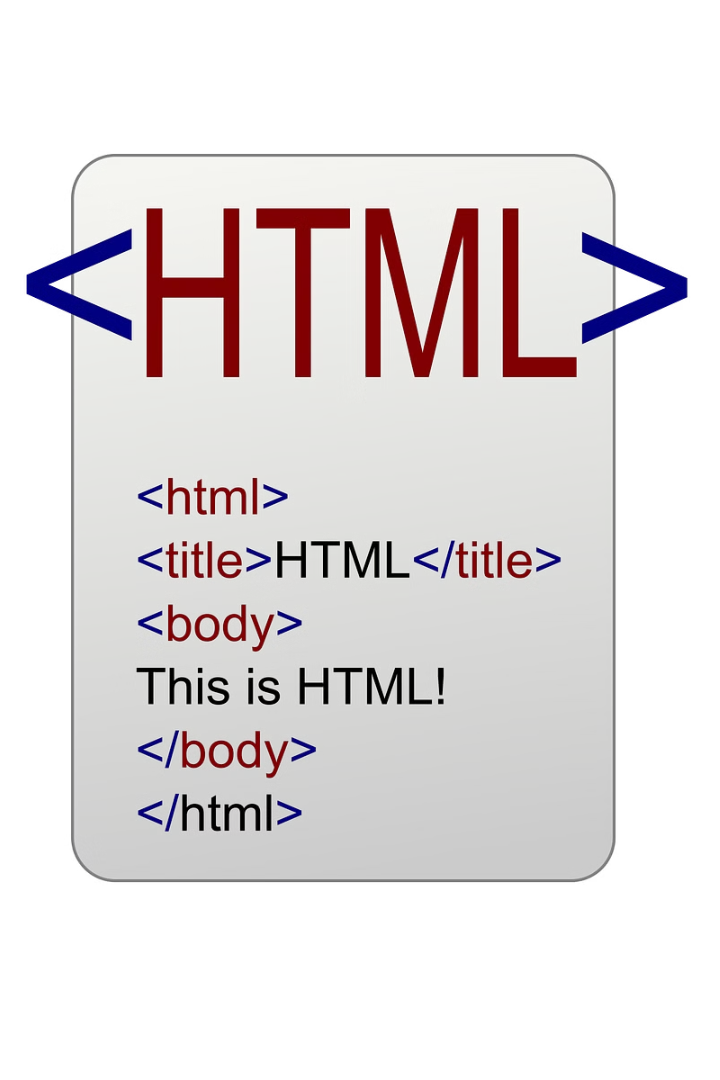 <HTML>
<html>
<title>HTML</title>
<body>
This is HTML!
</body>
</html>